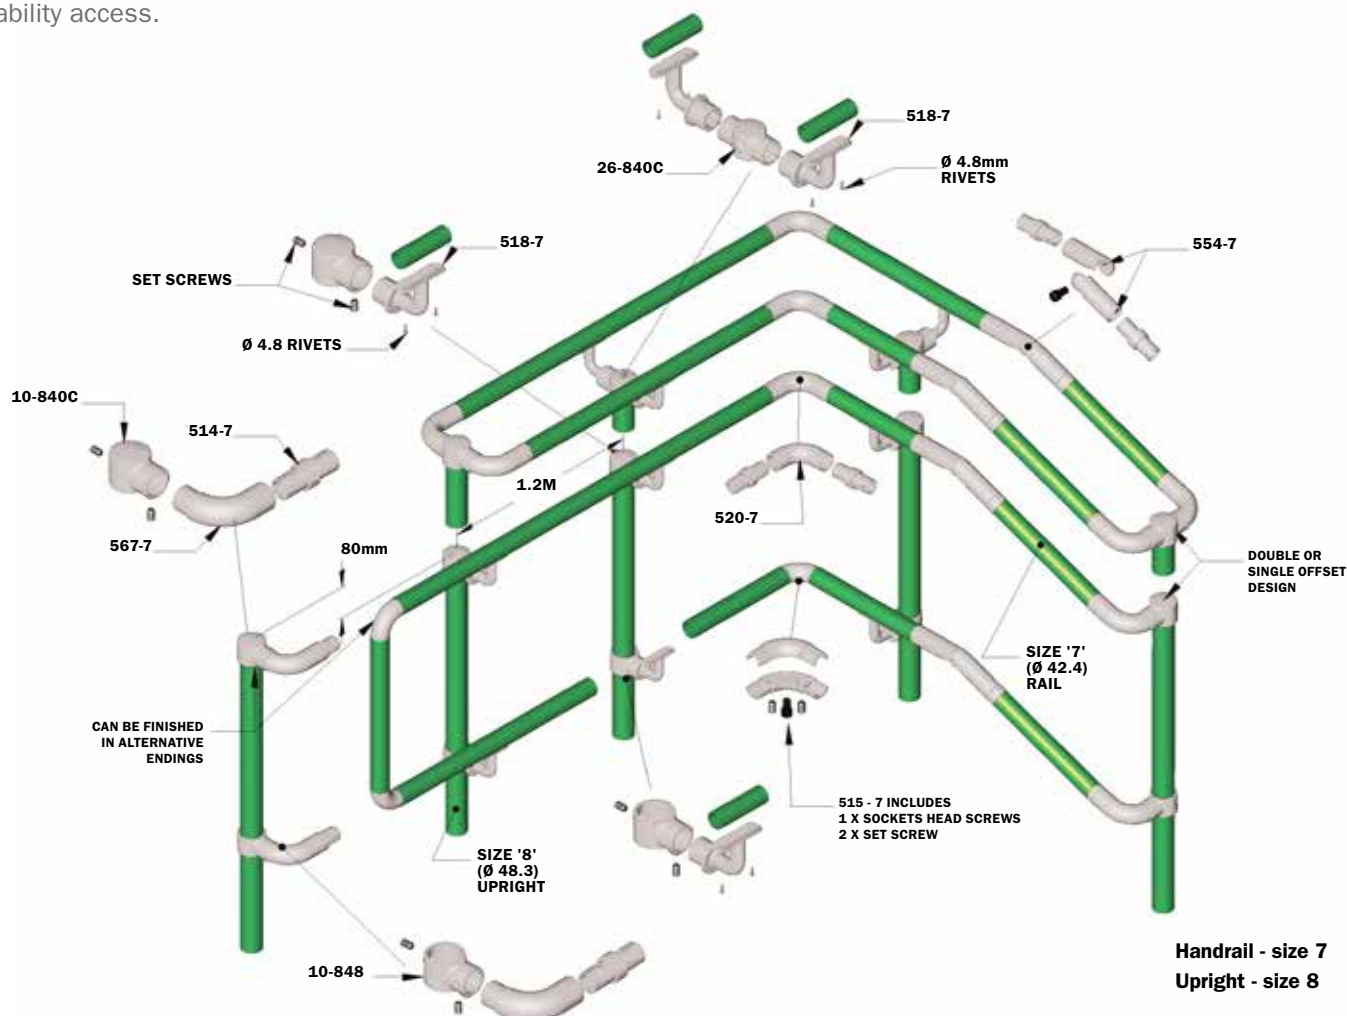 ability access.
518-7
26-840C
Ø 4.8mm
RIVETS
518-7
554-7
SET SCREWS
Ø 4.8 RIVETS
10-840C
514-7
1.2M
520-7
567-7
80mm
DOUBLE OR
SINGLE OFFSET
DESIGN
SIZE '7'
(Ø 42.4)
RAIL
CAN BE FINISHED
IN ALTERNATIVE
ENDINGS
515 - 7 INCLUDES
1 X SOCKETS HEAD SCREWS
2 X SET SCREW
SIZE '8'
(Ø 48.3)
UPRIGHT
10-848
Handrail - size 7
Upright - size 8